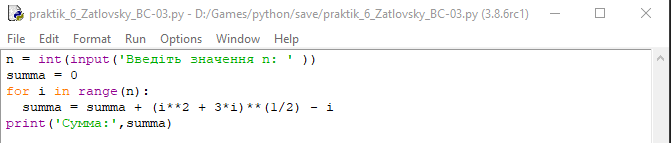 praktik_6_Zatlovsky_BC-03.py - D:/Games/python/save/praktik_6_Zatlovsky_BC-03.py (3.8.6rc1)
File Edit Format Run Options Window Help
n = int(input('Введіть значення n: ' ))
summa = 0
for i in range(n):
  summa = summa + (i**2 + 3*i)**(1/2) - i
print('Сумма:',summa)